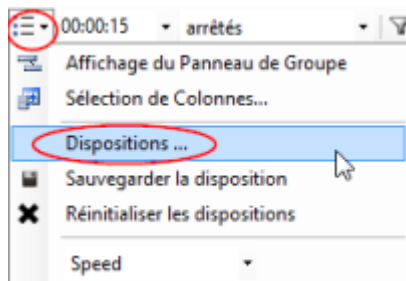 00:00:15 arrêtés
Affichage du Panneau de Groupe
Sélection de Colonnes...
Dispositions ...
Sauvegarder la disposition
Réinitialiser les dispositions
Speed